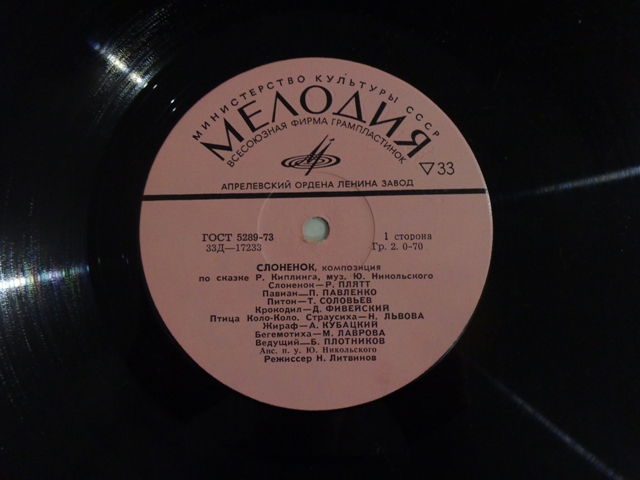 МИНИСТЕРСТВО КУЛЬТУРЫ СССР
МЕЛОДИЯ
ВСЕСОЮЗНАЯ ФИРМА ГРАМПЛАСТИНОК
▽33
АПРЕЛЕВСКИЙ ОРДЕНА ЛЕНИНА ЗАВОД
ГОСТ 5289-73 1 сторона
33Д—17233 Гр. 2. 0-70
СЛОНЕНОК, композиция
по сказке Р. Киплинга, муз. Ю. Никольского
Слоненок—Р. ПЛЯТТ
Павиан—П. ПАВЛЕНКО
Питон—Т. СОЛОВЬЕВ
Крокодил—Д. ФИВЕЙСКИЙ
Птица Коло-Коло, Страусиха—Н. ЛЬВОВА
Жираф—А. КУБАЦКИЙ
Бегемотиха—М. ЛАВРОВА
Ведущий—Б. ПЛОТНИКОВ
Анс. п. у. Ю. Никольского
Режиссер Н. Литвинов